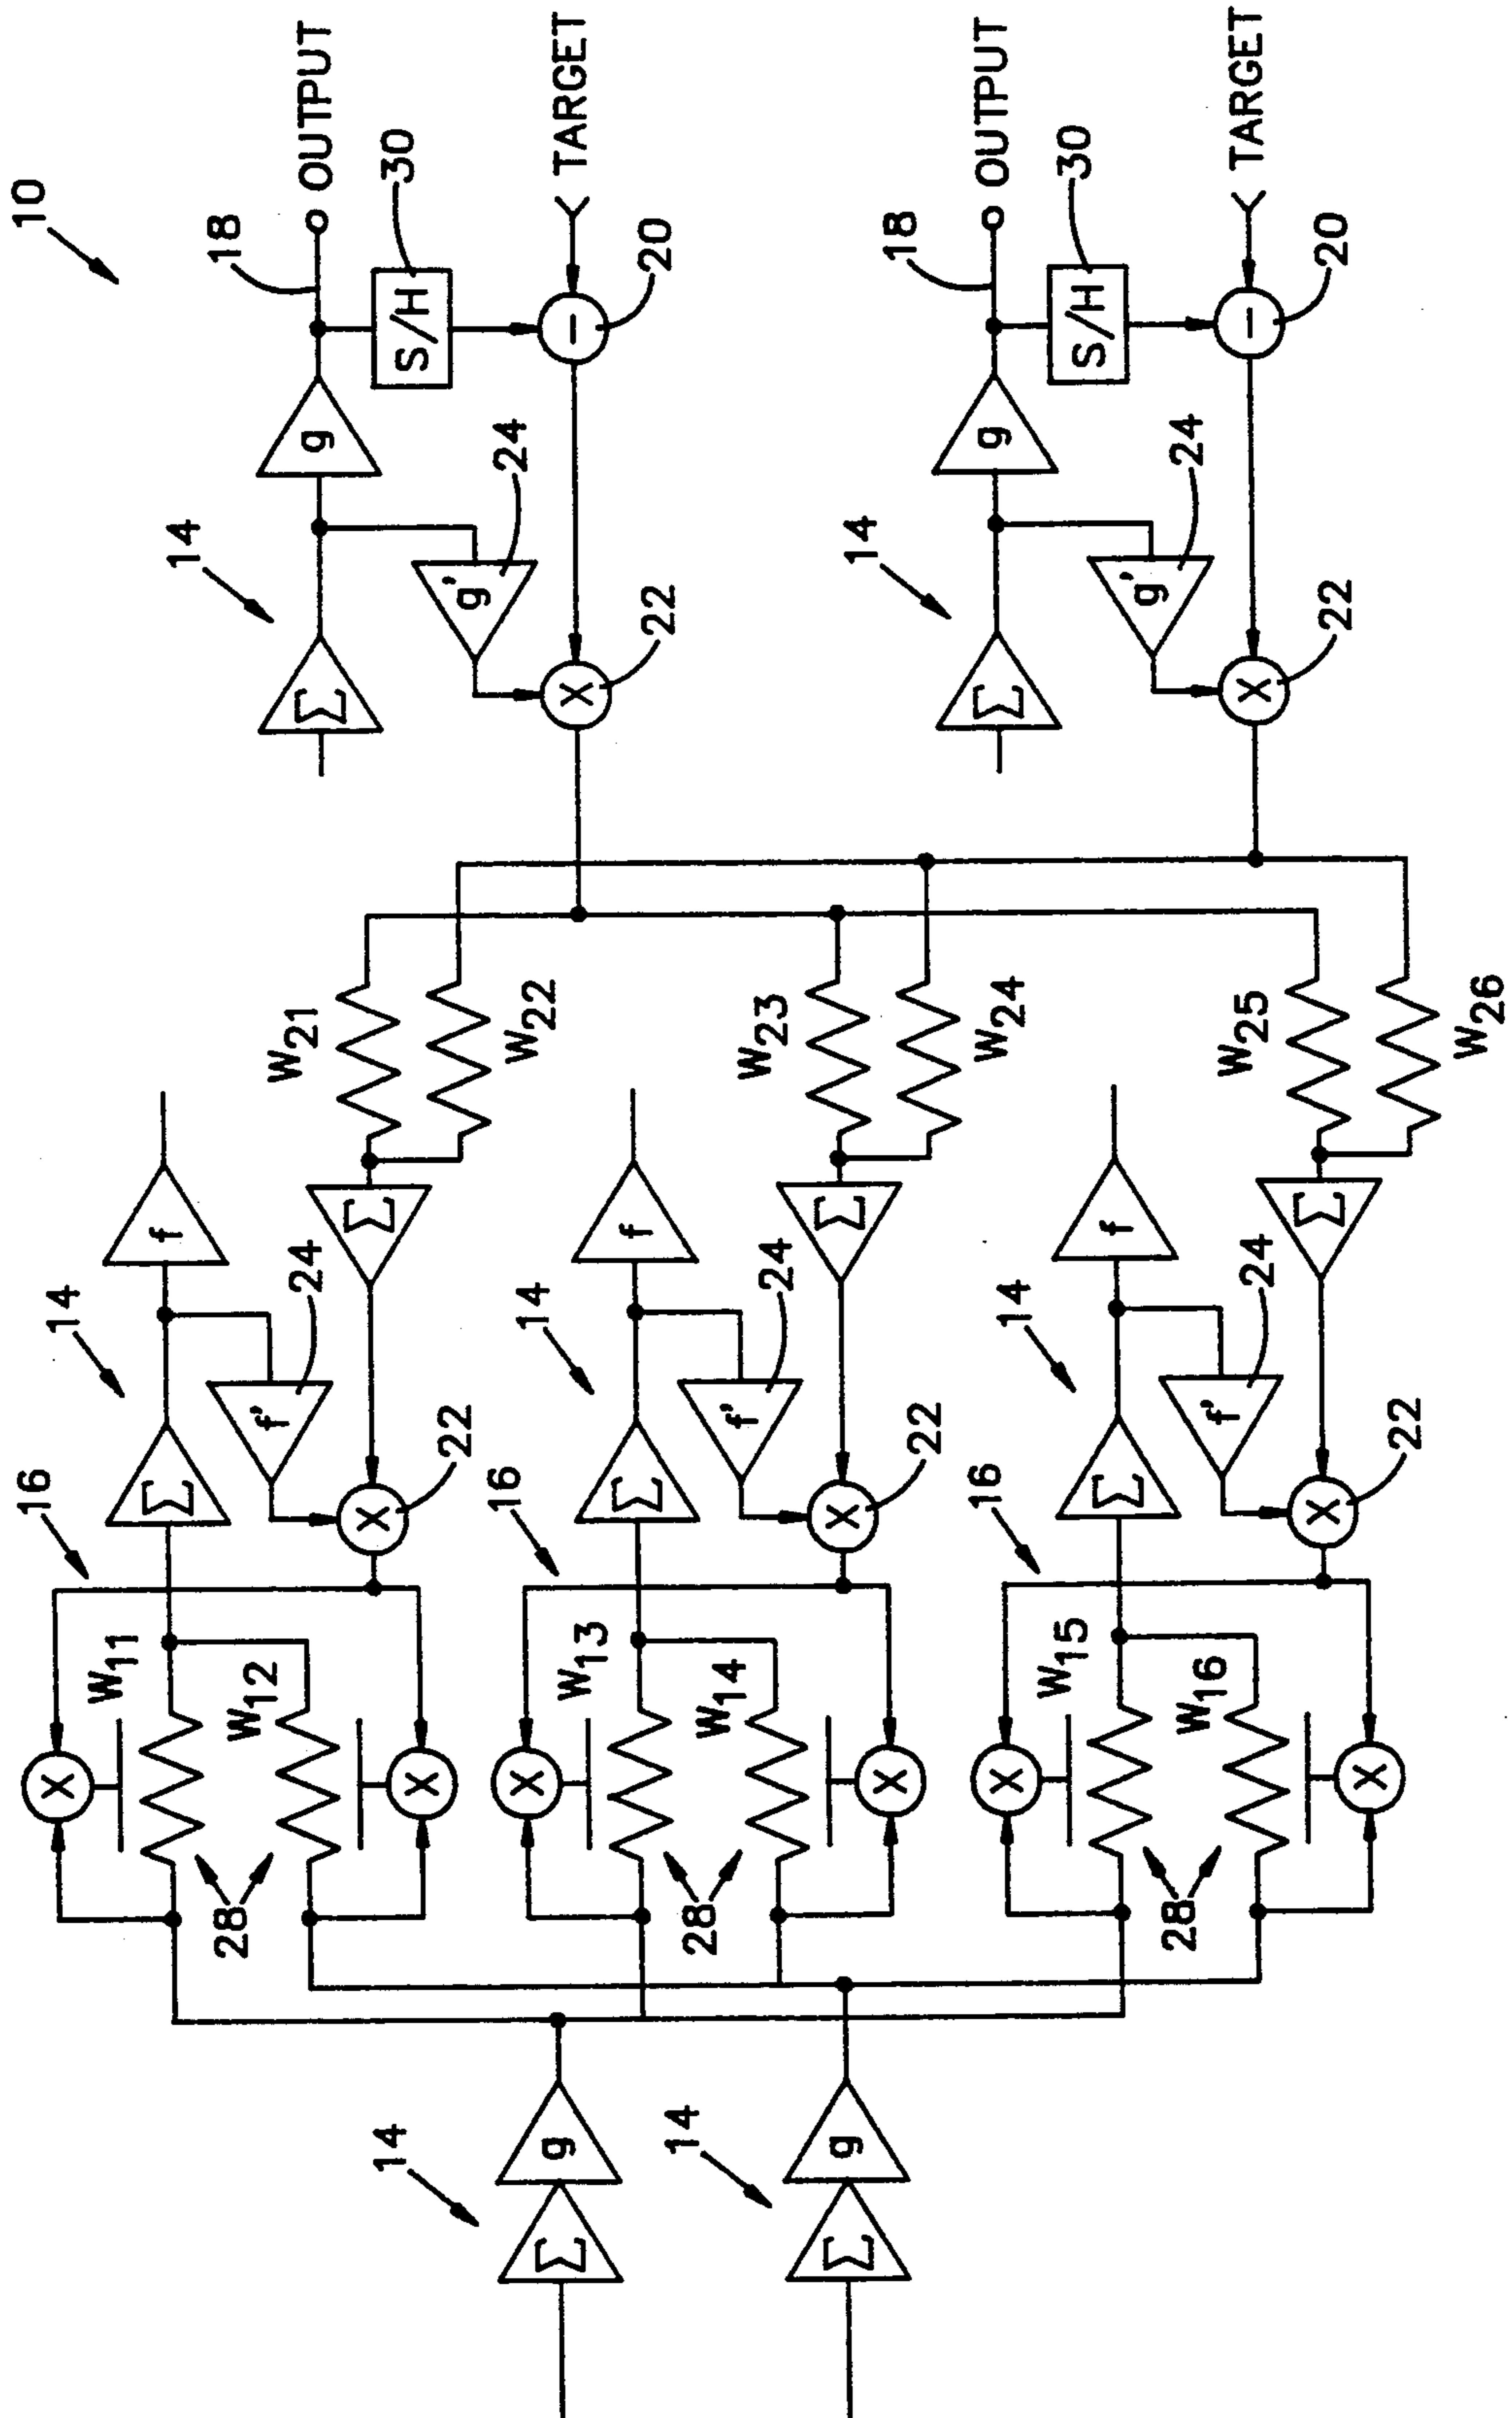 10
18
OUTPUT
14
g
S/H
30
TARGET
Σ
g'
24
−
20
X
22
18
OUTPUT
14
g
S/H
30
TARGET
Σ
g'
24
−
20
X
22
14
f
16
Σ
f'
24
W21
X
W11
X
22
Σ
W22
W12
28
X
14
f
16
Σ
f'
24
W23
X
W13
X
22
Σ
W24
W14
28
X
14
f
16
Σ
f'
24
W25
X
W15
X
22
Σ
W26
W16
28
X
14
Σ
g
14
Σ
g